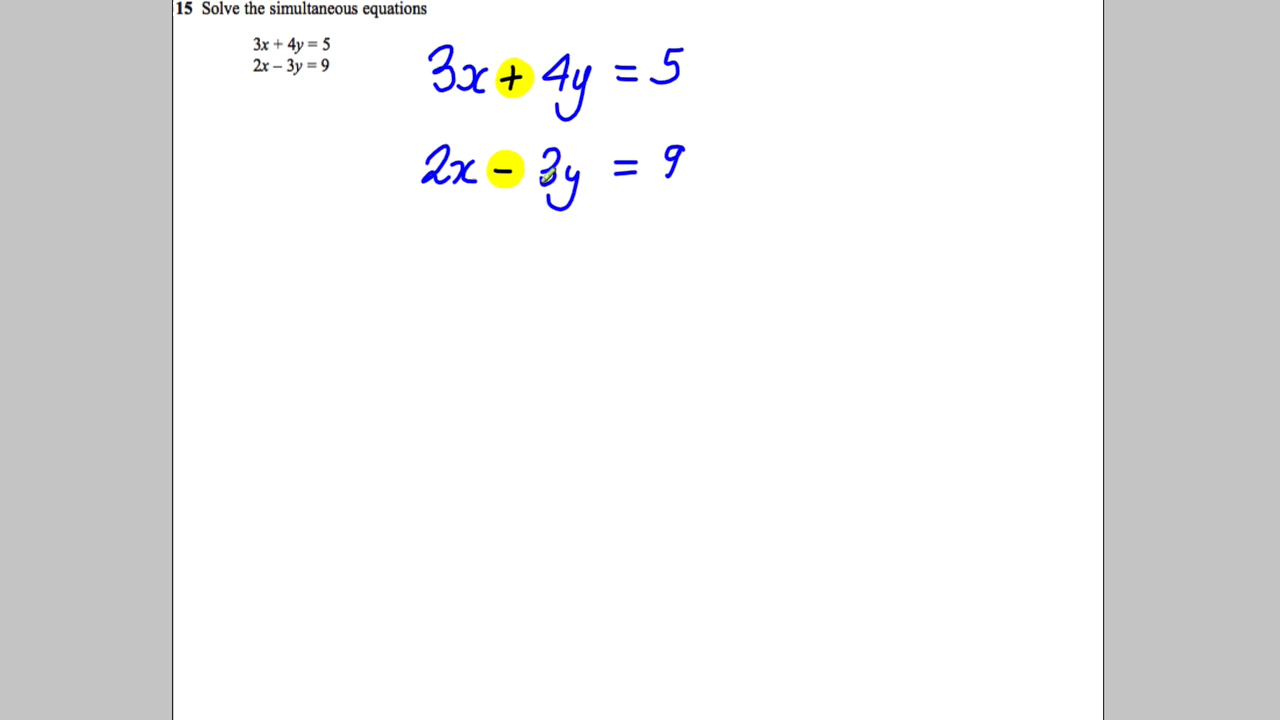 15 Solve the simultaneous equations
3x + 4y = 5
2x – 3y = 9
3x + 4y = 5
2x - 3y = 9